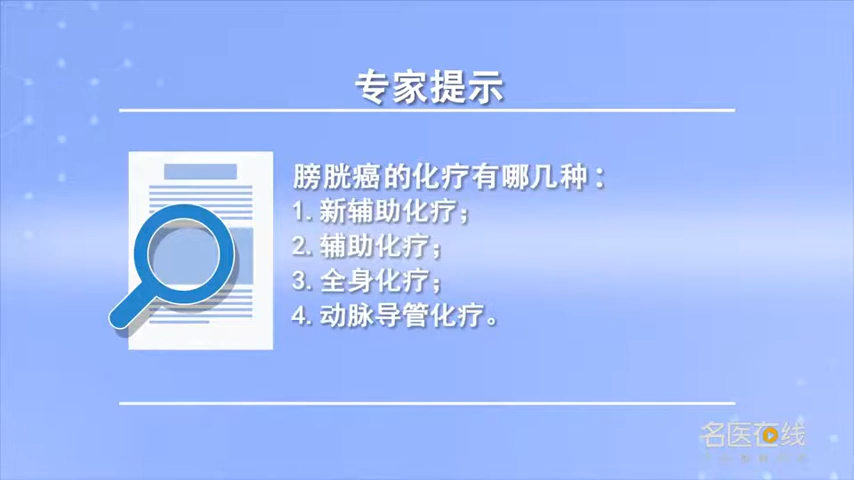 专家提示
膀胱癌的化疗有哪几种：
1.新辅助化疗；
2.辅助化疗；
3.全身化疗；
4.动脉导管化疗。
名医在线